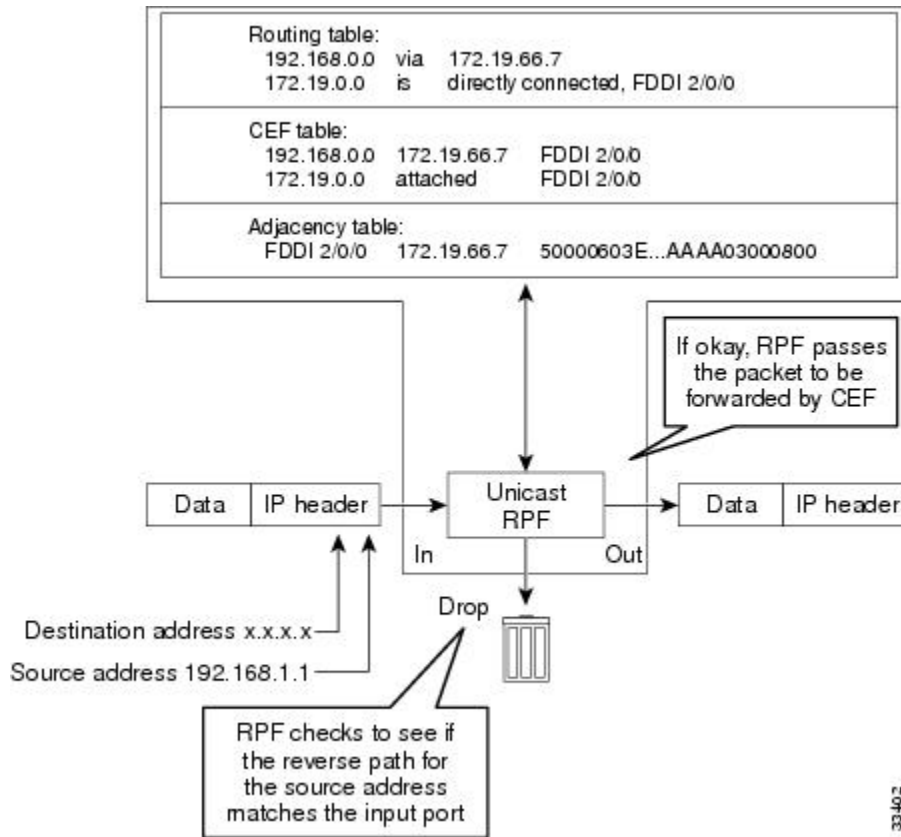 Routing table:
192.168.0.0 via 172.19.66.7
172.19.0.0 is directly connected, FDDI 2/0/0
CEF table:
192.168.0.0 172.19.66.7 FDDI 2/0/0
172.19.0.0 attached FDDI 2/0/0
Adjacency table:
FDDI 2/0/0 172.19.66.7 50000603E...AAAA03000800
If okay, RPF passes
the packet to be
forwarded by CEF
Data IP header
Unicast
RPF
Data IP header
In Out
Drop
Destination address x.x.x.x
Source address 192.168.1.1
RPF checks to see if
the reverse path for
the source address
matches the input port
33402